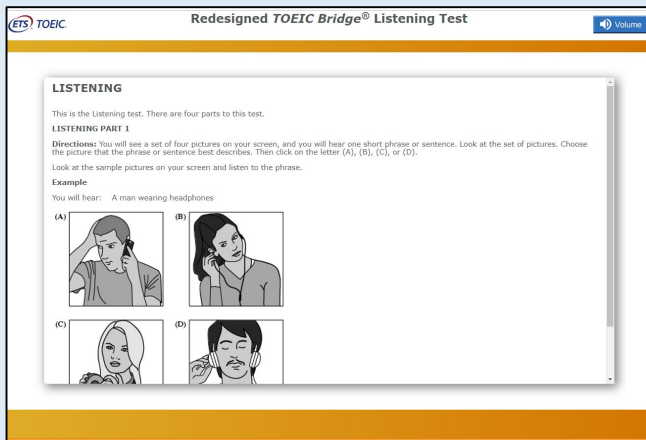 ETS TOEIC. Redesigned TOEIC Bridge® Listening Test Volume
LISTENING
This is the Listening test. There are four parts to this test.
LISTENING PART 1
Directions: You will see a set of four pictures on your screen, and you will hear one short phrase or sentence. Look at the set of pictures. Choose
the picture that the phrase or sentence best describes. Then click on the letter (A), (B), (C), or (D).
Look at the sample pictures on your screen and listen to the phrase.
Example
You will hear: A man wearing headphones
(A) (B)
(C) (D)